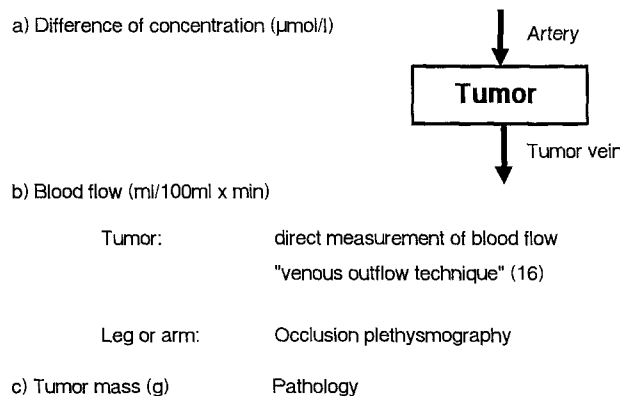 a) Difference of concentration (µmol/l)
Artery
Tumor
Tumor vein
b) Blood flow (ml/100ml x min)
Tumor: direct measurement of blood flow
"venous outflow technique" (16)
Leg or arm: Occlusion plethysmography
c) Tumor mass (g) Pathology